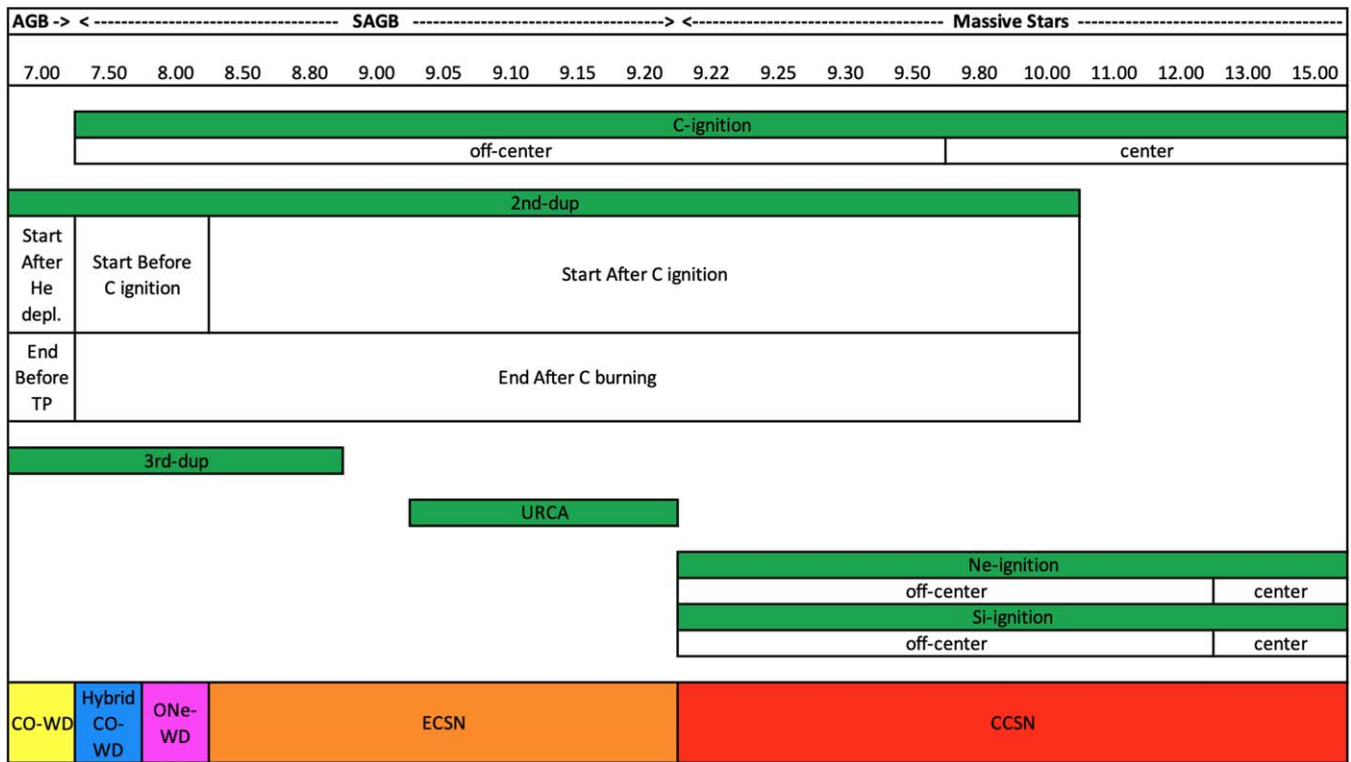 AGB -> < ----------------------------------- SAGB -------------------------------------> <------------------------------------ Massive Stars -------------------------------------
7.00 7.50 8.00 8.50 8.80 9.00 9.05 9.10 9.15 9.20 9.22 9.25 9.30 9.50 9.80 10.00 11.00 12.00 13.00 15.00
C-ignition
off-center center
2nd-dup
Start
After
He
depl.
Start Before
C ignition
Start After C ignition
End
Before
TP
End After C burning
3rd-dup
URCA
Ne-ignition
off-center center
Si-ignition
off-center center
CO-WD
Hybrid
CO-
WD
ONe-
WD
ECSN
CCSN